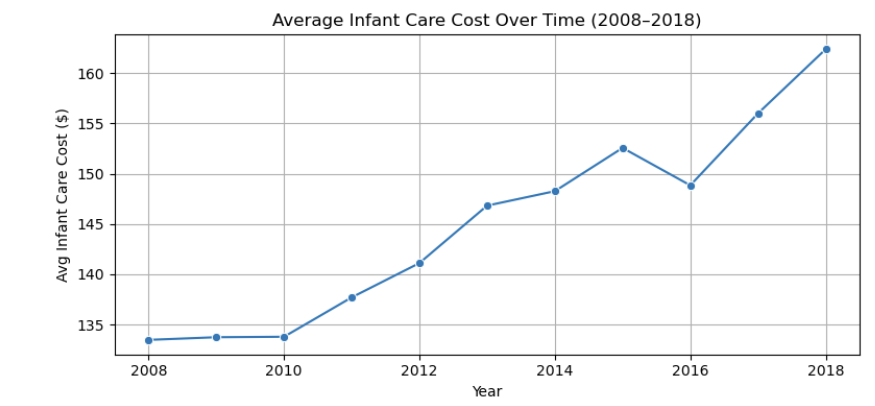 Average Infant Care Cost Over Time (2008–2018)
160
155
150
145
140
135
Avg Infant Care Cost ($)
2008 2010 2012 2014 2016 2018
Year